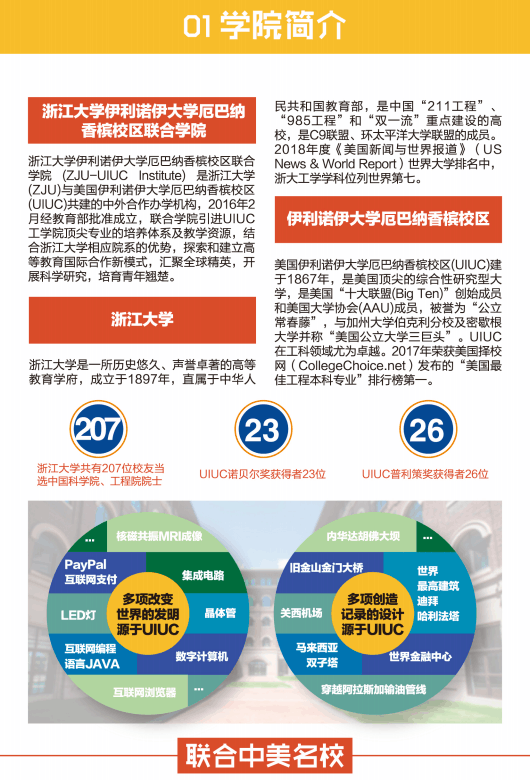 01 学院简介
浙江大学伊利诺伊大学厄巴纳
香槟校区联合学院
浙江大学伊利诺伊大学厄巴纳香槟校区联合
学院 (ZJU-UIUC Institute) 是浙江大学
(ZJU)与美国伊利诺伊大学厄巴纳香槟校区
(UIUC)共建的中外合作办学机构，2016年2
月经教育部批准成立，联合学院引进UIUC
工学院顶尖专业的培养体系及教学资源，结
合浙江大学相应院系的优势，探索和建立高
等教育国际合作新模式，汇聚全球精英，开
展科学研究，培育青年翘楚。
浙江大学
浙江大学是一所历史悠久、声誉卓著的高等
教育学府，成立于1897年，直属于中华人
民共和国教育部，是中国“211工程”、
“985工程”和“双一流”重点建设的高
校，是C9联盟、环太平洋大学联盟的成员。
2018年度《美国新闻与世界报道》（US
News & World Report）世界大学排名中，
浙大工学学科位列世界第七。
伊利诺伊大学厄巴纳香槟校区
美国伊利诺伊大学厄巴纳香槟校区(UIUC)建
于1867年，是美国顶尖的综合性研究型大
学，是美国“十大联盟(Big Ten)”创始成员
和美国大学协会(AAU)成员，被誉为“公立
常春藤”，与加州大学伯克利分校及密歇根
大学并称“美国公立大学三巨头”。UIUC
在工科领域尤为卓越。2017年荣获美国择校
网（CollegeChoice.net）发布的“美国最
佳工程本科专业”排行榜第一。
207
浙江大学共有207位校友当
选中国科学院、工程院院士
23
UIUC诺贝尔奖获得者23位
26
UIUC普利策奖获得者26位
...
核磁共振MRI成像
PayPal
互联网支付
集成电路
LED灯
多项改变
世界的发明
源于UIUC
晶体管
互联网编程
语言JAVA
数字计算机
互联网浏览器
...
内华达胡佛大坝
...
旧金山金门大桥
世界
最高建筑
迪拜
哈利法塔
关西机场
多项创造
记录的设计
源于UIUC
马来西亚
双子塔
世界金融中心
穿越阿拉斯加输油管线
联合中美名校